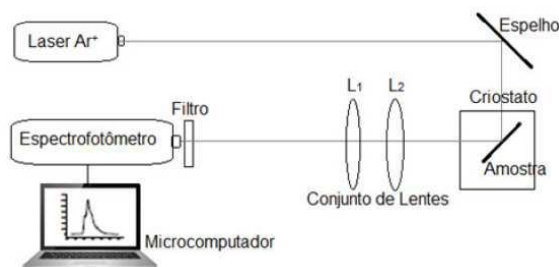 Espelho
Laser Ar⁺
L₁ L₂
Criostato
Filtro
Espectrofotômetro
Amostra
Conjunto de Lentes
Microcomputador